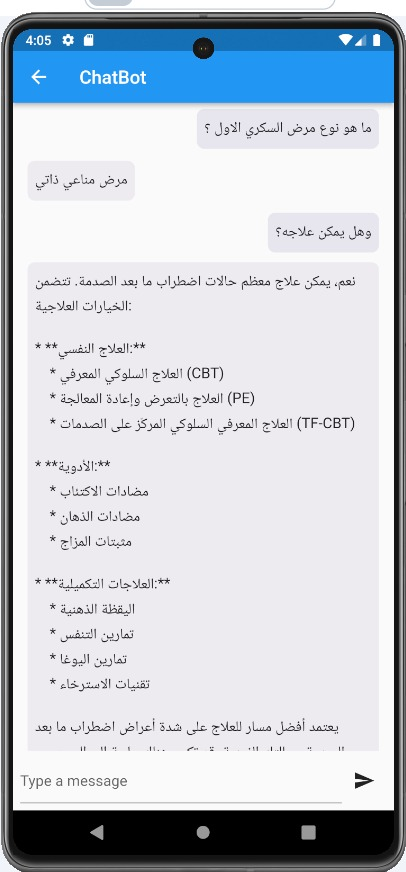 4:05
ChatBot
ما هو نوع مرض السكري الاول ؟
مرض مناعي ذاتي
وهل يمكن علاجه؟
نعم، يمكن علاج معظم حالات اضطراب ما بعد الصدمة. تتضمن
الخيارات العلاجية:
* **العلاج النفسي:**
* العلاج السلوكي المعرفي (CBT)
* العلاج بالتعرض وإعادة المعالجة (PE)
* العلاج المعرفي السلوكي المركّز على الصدمات (TF-CBT)
* **الأدوية:**
* مضادات الاكتئاب
* مضادات الذهان
* مثبتات المزاج
* **العلاجات التكميلية:**
* اليقظة الذهنية
* تمارين التنفس
* تمارين اليوغا
* تقنيات الاسترخاء
يعتمد أفضل مسار للعلاج على شدة أعراض اضطراب ما بعد
Type a message